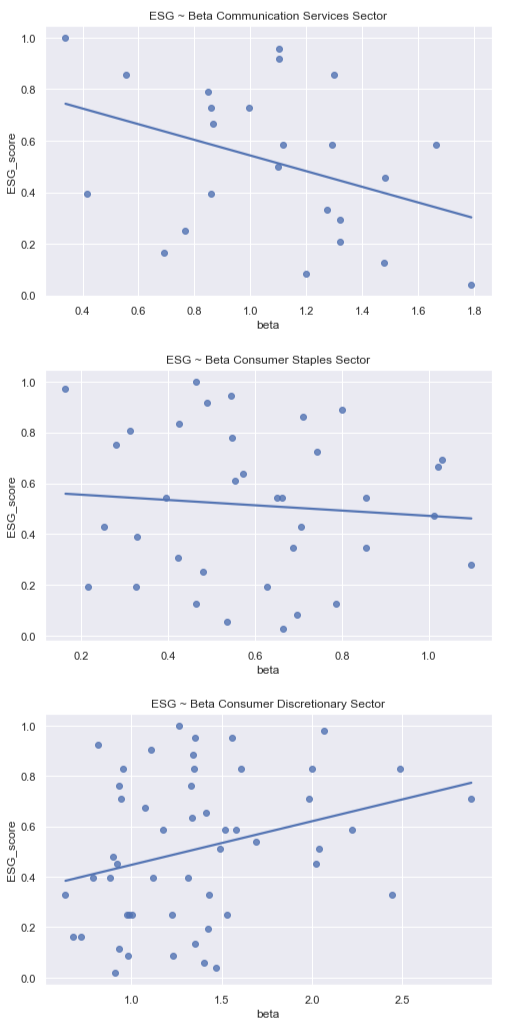 ESG ~ Beta Communication Services Sector
1.0
0.8
0.6
0.4
0.2
0.0
ESG_score
0.4 0.6 0.8 1.0 1.2 1.4 1.6 1.8
beta
ESG ~ Beta Consumer Staples Sector
1.0
0.8
0.6
0.4
0.2
0.0
ESG_score
0.2 0.4 0.6 0.8 1.0
beta
ESG ~ Beta Consumer Discretionary Sector
1.0
0.8
0.6
0.4
0.2
0.0
ESG_score
1.0 1.5 2.0 2.5
beta